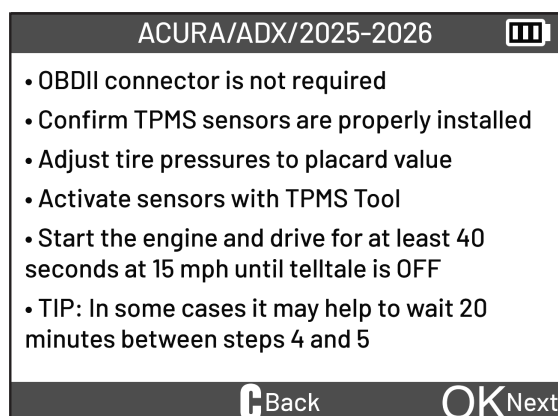 ACURA/ADX/2025-2026
• OBDII connector is not required
• Confirm TPMS sensors are properly installed
• Adjust tire pressures to placard value
• Activate sensors with TPMS Tool
• Start the engine and drive for at least 40
seconds at 15 mph until telltale is OFF
• TIP: In some cases it may help to wait 20
minutes between steps 4 and 5
C Back OK Next